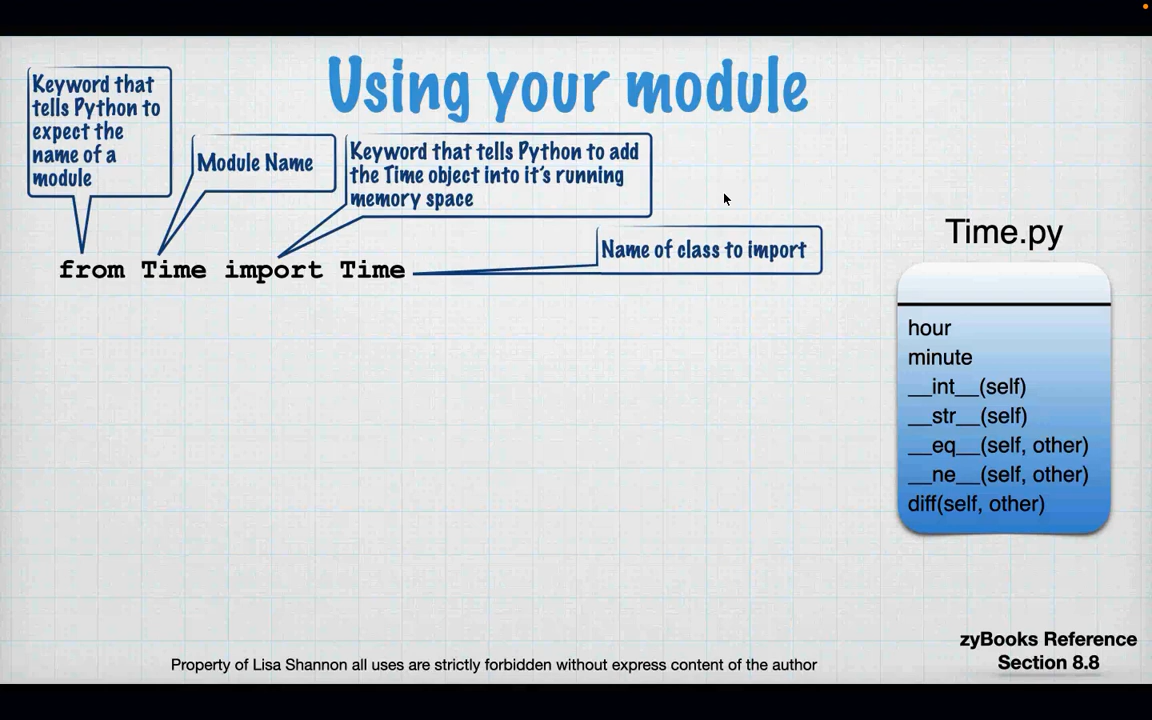 Using your module
Keyword that
tells Python to
expect the
name of a
module
Module Name
Keyword that tells Python to add
the Time object into it's running
memory space
Name of class to import
from Time import Time
Time.py
hour
minute
__int__(self)
__str__(self)
__eq__(self, other)
__ne__(self, other)
diff(self, other)
zyBooks Reference
Section 8.8
Property of Lisa Shannon all uses are strictly forbidden without express content of the author